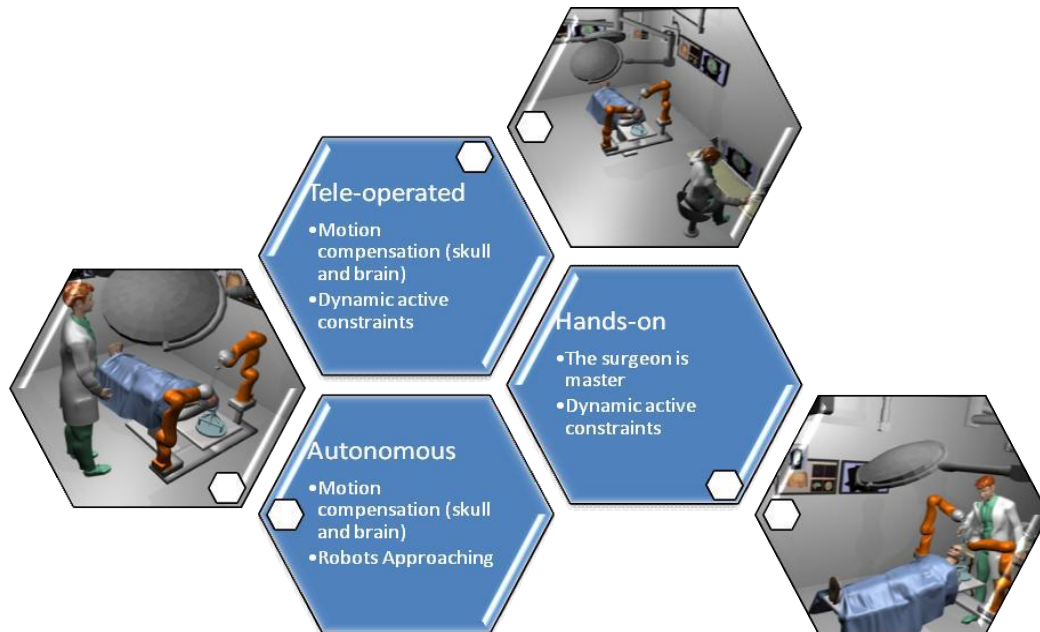 Tele-operated
•Motion
compensation (skull
and brain)
•Dynamic active
constraints
Hands-on
•The surgeon is
master
•Dynamic active
constraints
Autonomous
•Motion
compensation (skull
and brain)
•Robots Approaching